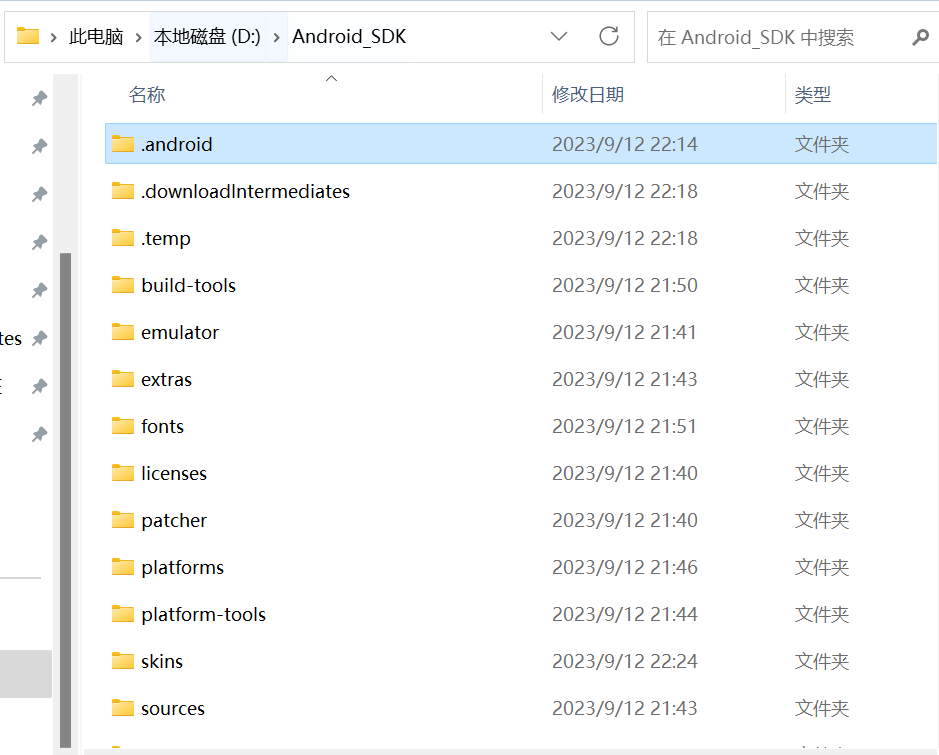 此电脑 本地磁盘 (D:) Android_SDK 在 Android_SDK 中搜索
名称 修改日期 类型
.android 2023/9/12 22:14 文件夹
.downloadIntermediates 2023/9/12 22:18 文件夹
.temp 2023/9/12 22:18 文件夹
build-tools 2023/9/12 21:50 文件夹
emulator 2023/9/12 21:41 文件夹
tes
extras 2023/9/12 21:43 文件夹
fonts 2023/9/12 21:51 文件夹
licenses 2023/9/12 21:40 文件夹
patcher 2023/9/12 21:40 文件夹
platforms 2023/9/12 21:46 文件夹
platform-tools 2023/9/12 21:44 文件夹
skins 2023/9/12 22:24 文件夹
sources 2023/9/12 21:43 文件夹